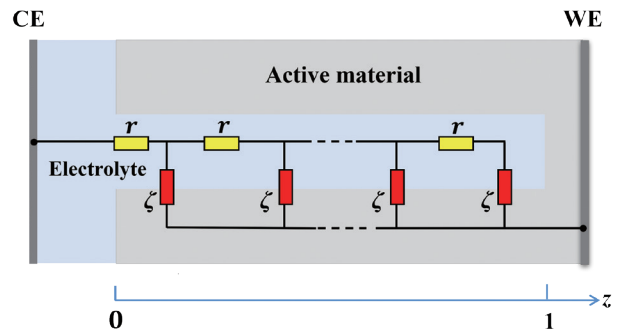 CE WE
Active material
r r r
Electrolyte
ζ ζ ζ ζ
z
0 1